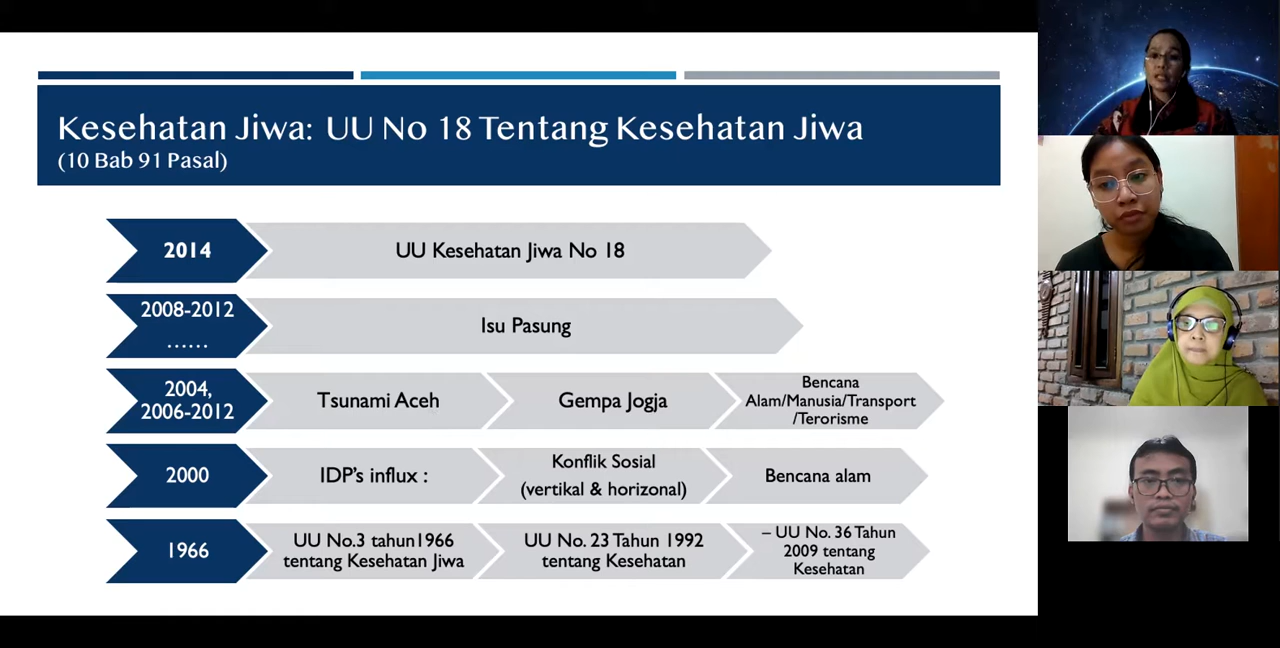 Kesehatan Jiwa: UU No 18 Tentang Kesehatan Jiwa
(10 Bab 91 Pasal)
2014
UU Kesehatan Jiwa No 18
2008-2012
......
Isu Pasung
2004,
2006-2012
Tsunami Aceh
Gempa Jogja
Bencana
Alam/Manusia/Transport
/Terorisme
2000
IDP's influx :
Konflik Sosial
(vertikal & horizonal)
Bencana alam
1966
UU No.3 tahun1966
tentang Kesehatan Jiwa
UU No. 23 Tahun 1992
tentang Kesehatan
– UU No. 36 Tahun
2009 tentang
Kesehatan